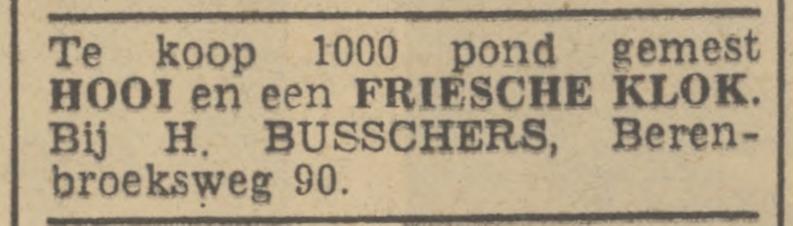 Te koop 1000 pond gemest
HOOI en een FRIESCHE KLOK.
Bij H. BUSSCHERS, Beren-
broeksweg 90.